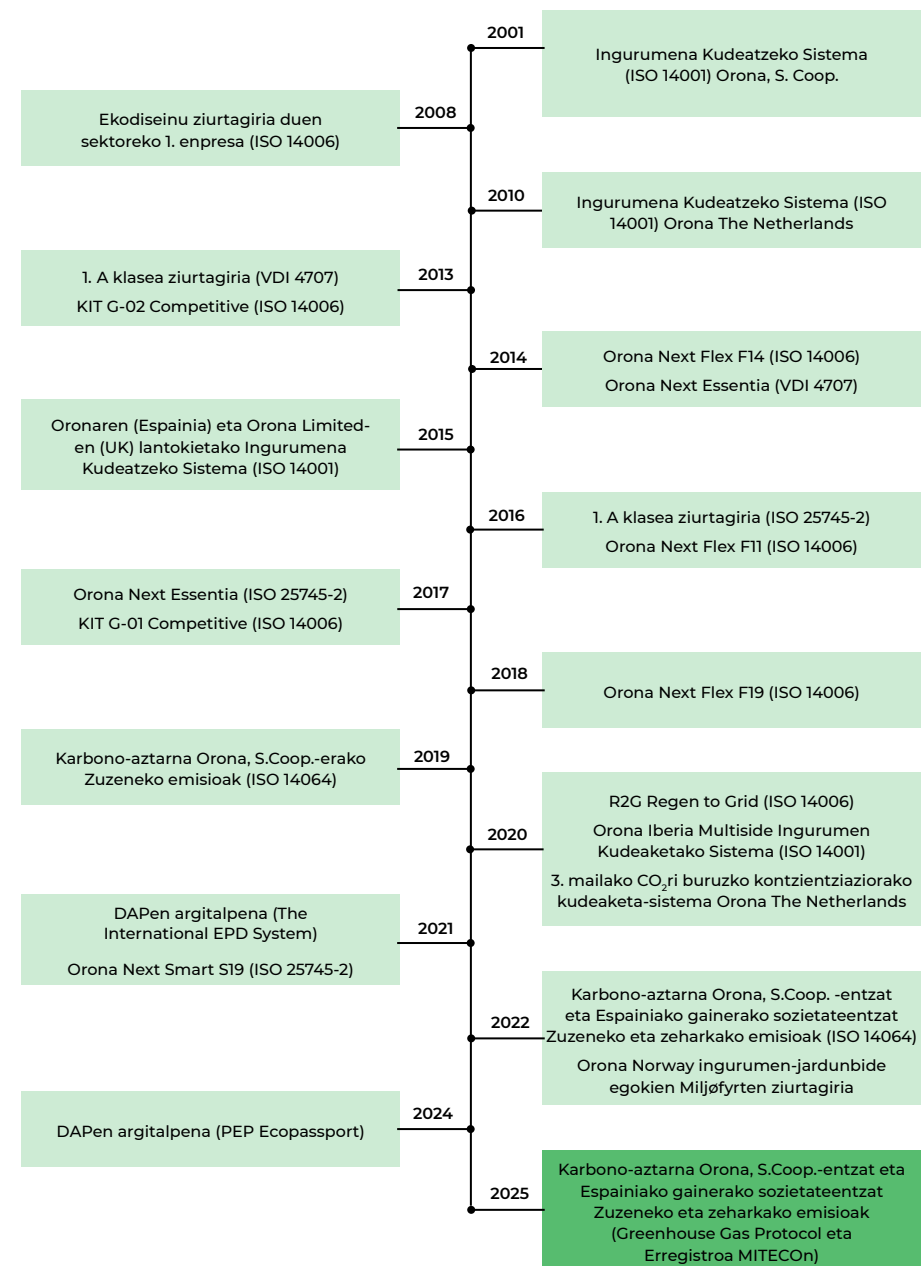 2001
Ingurumena Kudeatzeko Sistema
(ISO 14001) Orona, S. Coop.
2008
Ekodiseinu ziurtagiria duen
sektoreko 1. enpresa (ISO 14006)
2010
Ingurumena Kudeatzeko Sistema (ISO
14001) Orona The Netherlands
2013
1. A klasea ziurtagiria (VDI 4707)
KIT G-02 Competitive (ISO 14006)
2014
Orona Next Flex F14 (ISO 14006)
Orona Next Essentia (VDI 4707)
2015
Oronaren (Espainia) eta Orona Limited-
en (UK) lantokietako Ingurumena
Kudeatzeko Sistema (ISO 14001)
2016
1. A klasea ziurtagiria (ISO 25745-2)
Orona Next Flex F11 (ISO 14006)
2017
Orona Next Essentia (ISO 25745-2)
KIT G-01 Competitive (ISO 14006)
2018
Orona Next Flex F19 (ISO 14006)
2019
Karbono-aztarna Orona, S.Coop.-erako
Zuzeneko emisioak (ISO 14064)
2020
R2G Regen to Grid (ISO 14006)
Orona Iberia Multiside Ingurumen
Kudeaketako Sistema (ISO 14001)
3. mailako CO₂ri buruzko kontzientziaziorako
kudeaketa-sistema Orona The Netherlands
2021
DAPen argitalpena (The
International EPD System)
Orona Next Smart S19 (ISO 25745-2)
2022
Karbono-aztarna Orona, S.Coop. -entzat
eta Espainiako gainerako sozietateentzat
Zuzeneko eta zeharkako emisioak (ISO 14064)
Orona Norway ingurumen-jardunbide
egokien Miljøfyrten ziurtagiria
2024
DAPen argitalpena (PEP Ecopassport)
2025
Karbono-aztarna Orona, S.Coop.-entzat eta
Espainiako gainerako sozietateentzat
Zuzeneko eta zeharkako emisioak
(Greenhouse Gas Protocol eta
Erregistroa MITECOn)